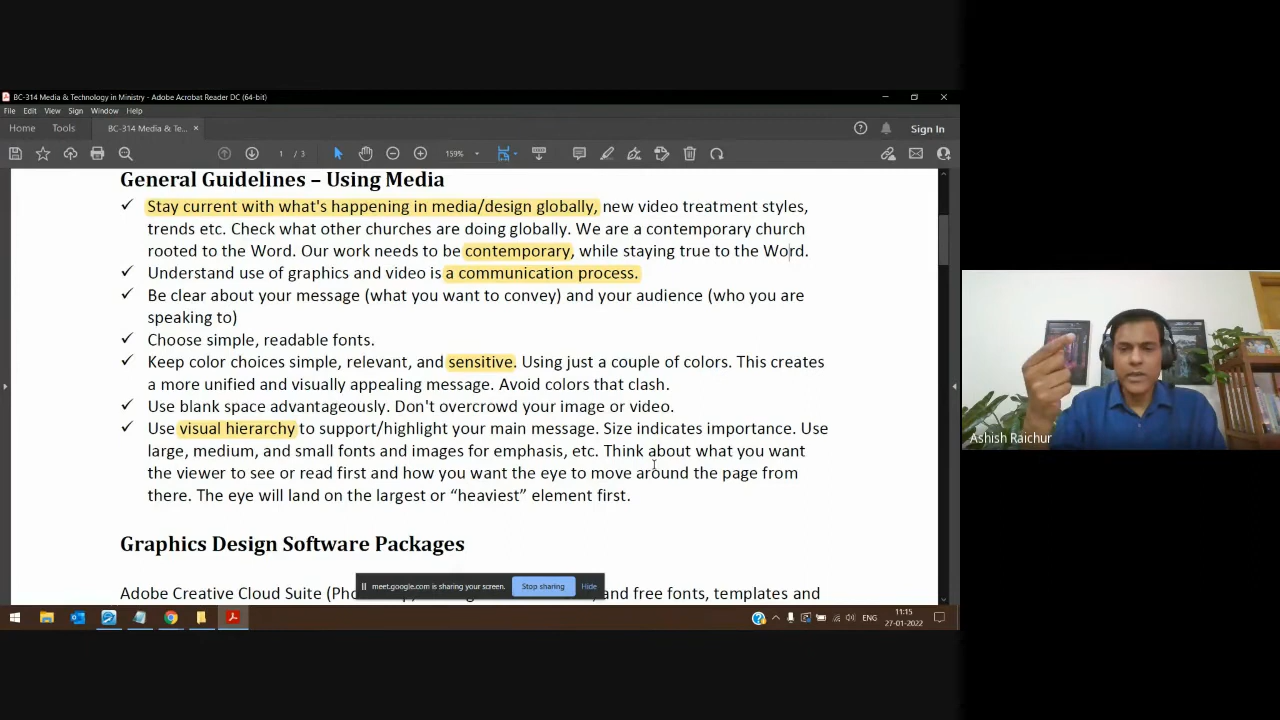 BC-314 Media & Technology in Ministry - Adobe Acrobat Reader DC (64-bit)
File Edit View Sign Window Help
Home Tools BC-314 Media & Te... × Sign In
1 / 3 159%
General Guidelines – Using Media
✓ Stay current with what's happening in media/design globally, new video treatment styles,
trends etc. Check what other churches are doing globally. We are a contemporary church
rooted to the Word. Our work needs to be contemporary, while staying true to the Word.
✓ Understand use of graphics and video is a communication process.
✓ Be clear about your message (what you want to convey) and your audience (who you are
speaking to)
✓ Choose simple, readable fonts.
✓ Keep color choices simple, relevant, and sensitive. Using just a couple of colors. This creates
a more unified and visually appealing message. Avoid colors that clash.
✓ Use blank space advantageously. Don't overcrowd your image or video.
✓ Use visual hierarchy to support/highlight your main message. Size indicates importance. Use
large, medium, and small fonts and images for emphasis, etc. Think about what you want
the viewer to see or read first and how you want the eye to move around the page from
there. The eye will land on the largest or “heaviest” element first.
Graphics Design Software Packages
Adobe Creative Cloud Suite (Pho and free fonts, templates and
meet.google.com is sharing your screen. Stop sharing Hide
ENG
11:15
27-01-2022
Ashish Raichur